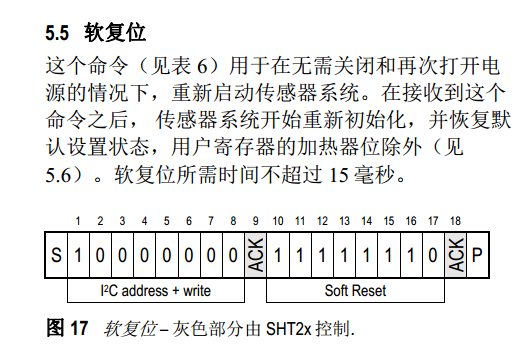 5.5 软复位
这个命令（见表 6）用于在无需关闭和再次打开电
源的情况下，重新启动传感器系统。在接收到这个
命令之后， 传感器系统开始重新初始化，并恢复默
认设置状态，用户寄存器的加热器位除外（见
5.6）。软复位所需时间不超过 15 毫秒。
1 2 3 4 5 6 7 8 9 10 11 12 13 14 15 16 17 18
S 1 0 0 0 0 0 0 0 ACK 1 1 1 1 1 1 1 0 ACK P
I²C address + write Soft Reset
图 17 软复位 – 灰色部分由 SHT2x 控制.